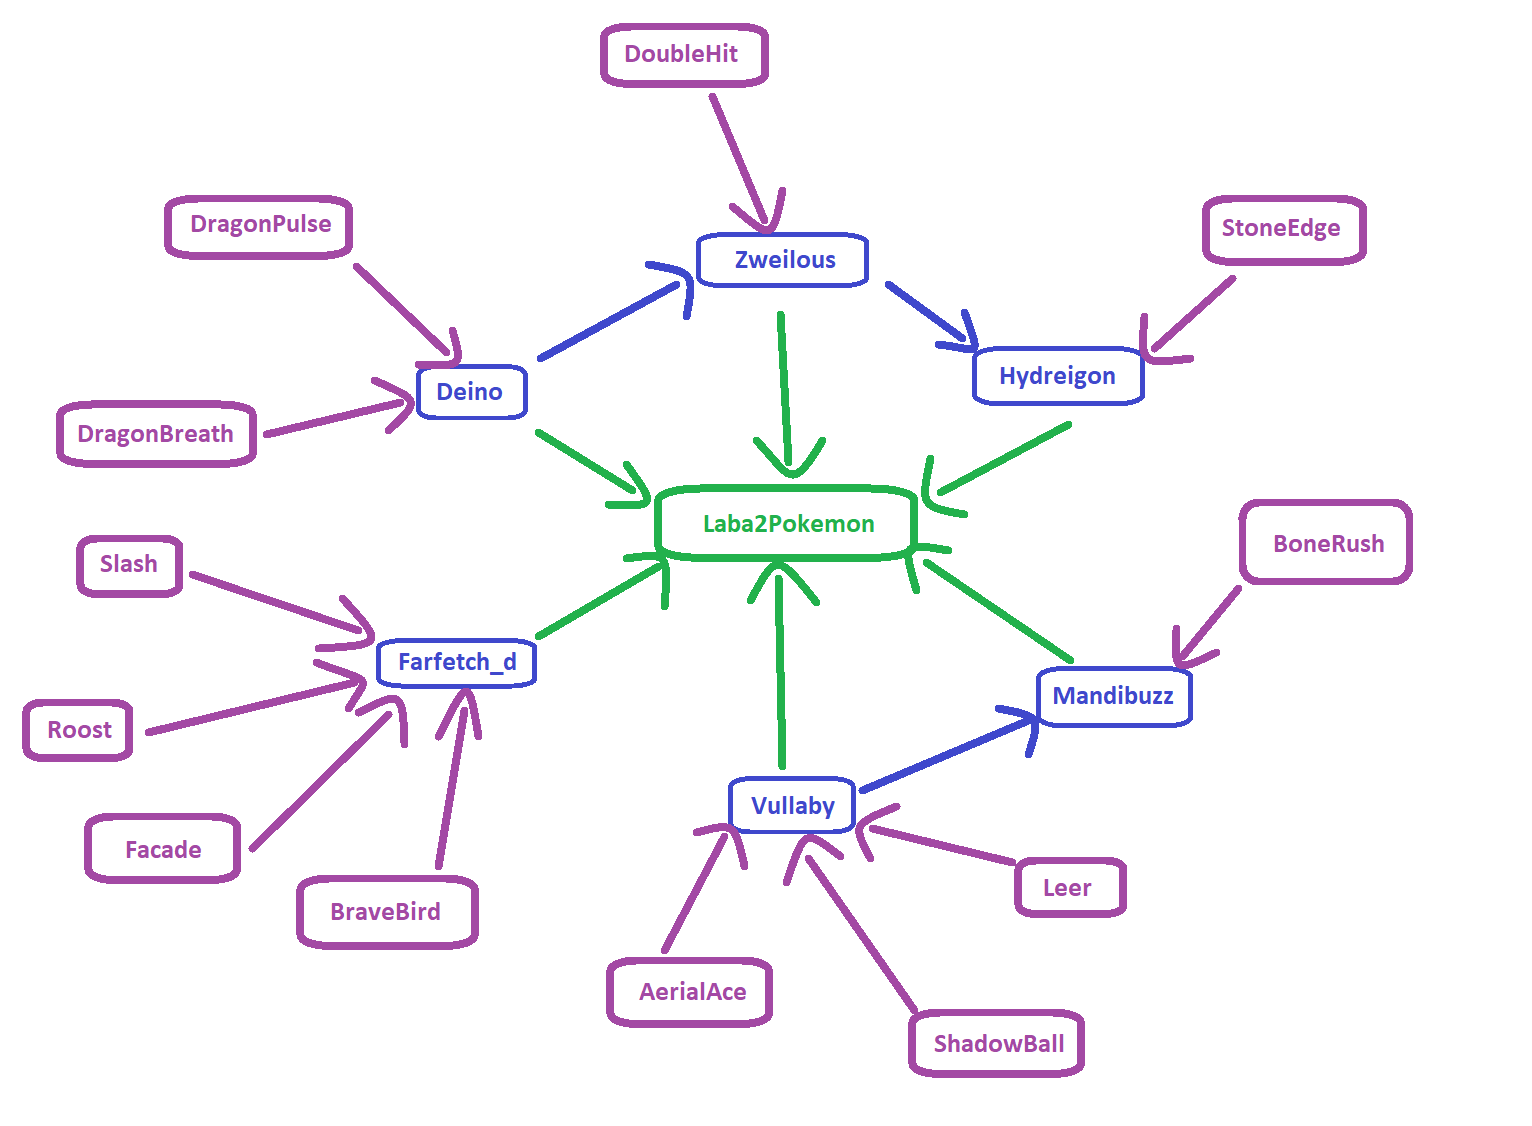 DoubleHit
DragonPulse
StoneEdge
Zweilous
Hydreigon
Deino
DragonBreath
Laba2Pokemon
BoneRush
Slash
Farfetch_d
Mandibuzz
Roost
Vullaby
Facade
Leer
BraveBird
AerialAce
ShadowBall